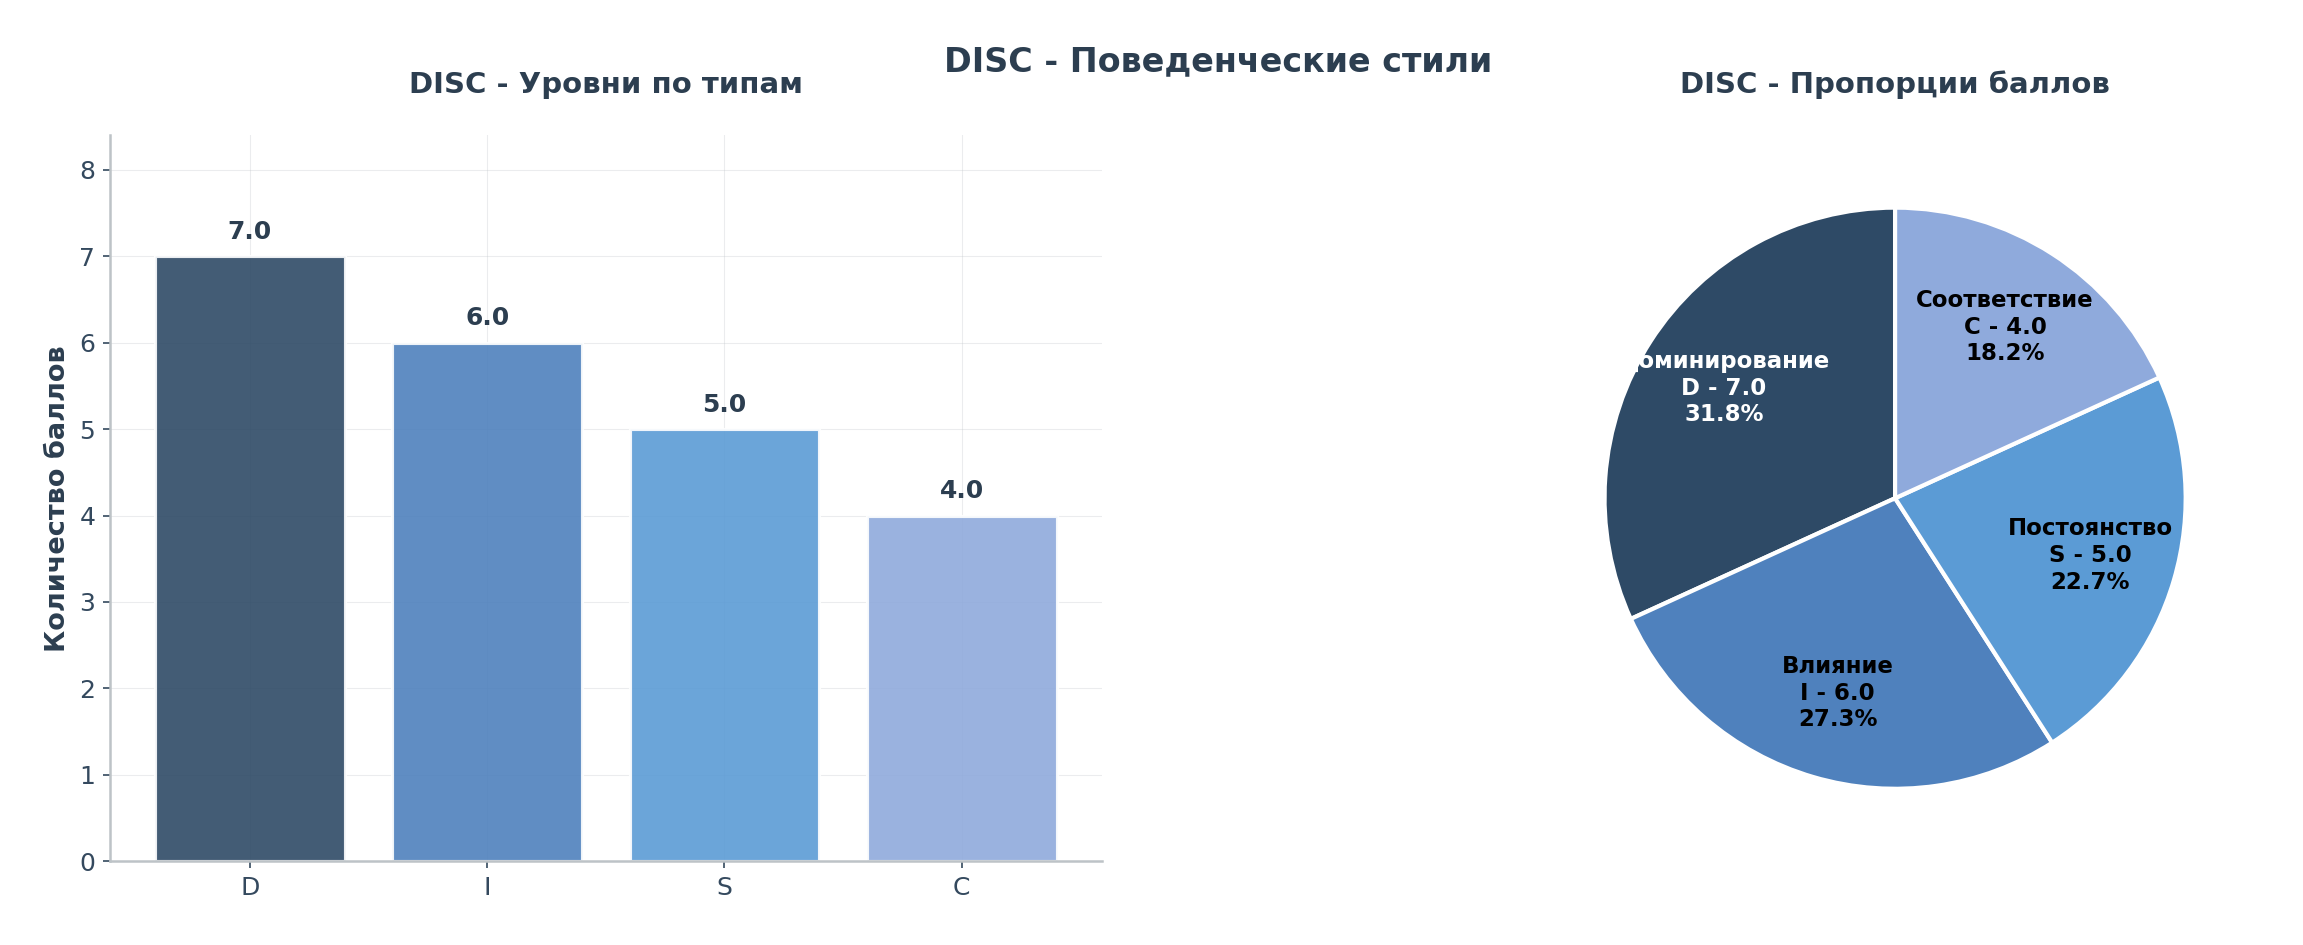 DISC - Поведенческие стили
DISC - Уровни по типам
Количество баллов
8
7
6
5
4
3
2
1
0
7.0
6.0
5.0
4.0
D
I
S
C
DISC - Пропорции баллов
Соответствие
C - 4.0
18.2%
оминирование
D - 7.0
31.8%
Постоянство
S - 5.0
22.7%
Влияние
I - 6.0
27.3%